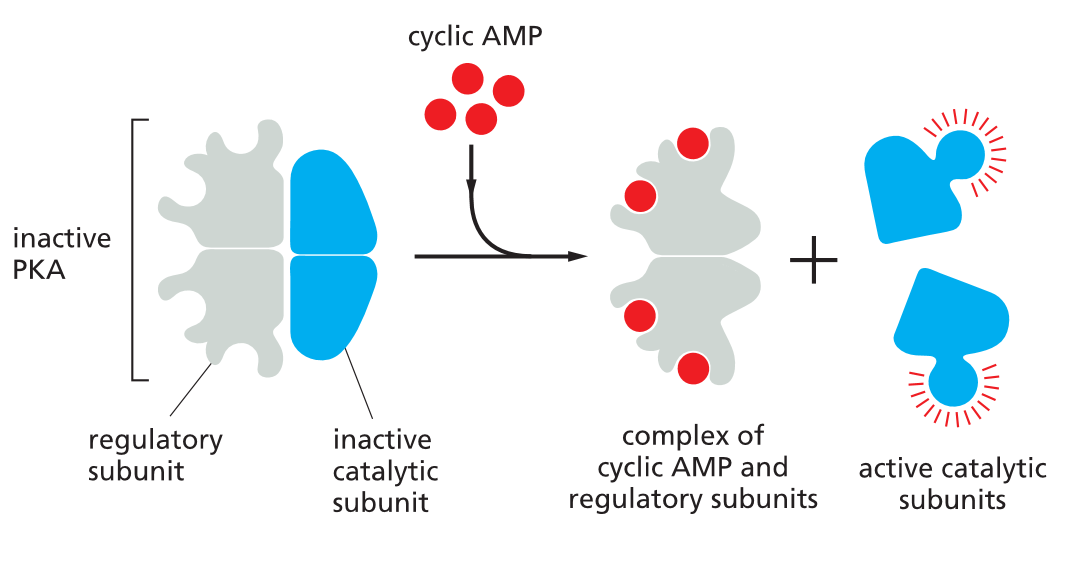 cyclic AMP
inactive
PKA
regulatory
subunit
inactive
catalytic
subunit
complex of
cyclic AMP and
regulatory subunits
active catalytic
subunits